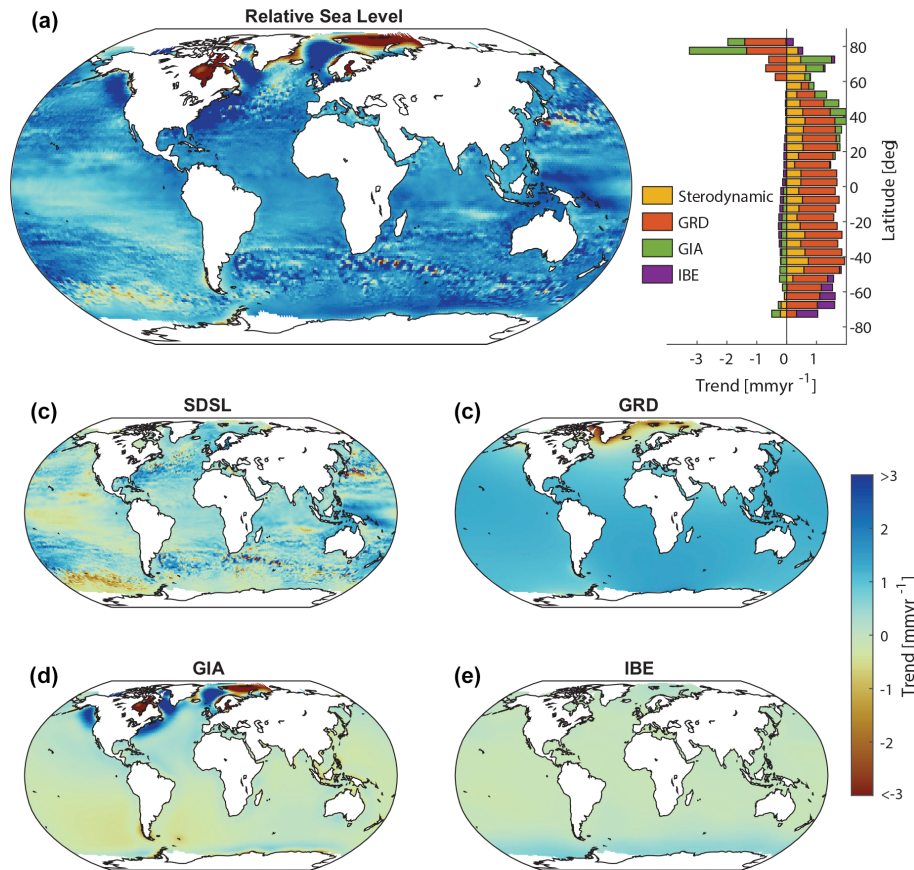 (a)
Relative Sea Level
80
60
40
20
0
-20
-40
-60
-80
Latitude [deg
Sterodynamic
GRD
GIA
IBE
-3 -2 -1 0 1
Trend [mmyr -1]
(c)
SDSL
(c)
GRD
(d)
GIA
(e)
IBE
>3
2
1
0
-1
-2
<-3
Trend [mmyr -1]